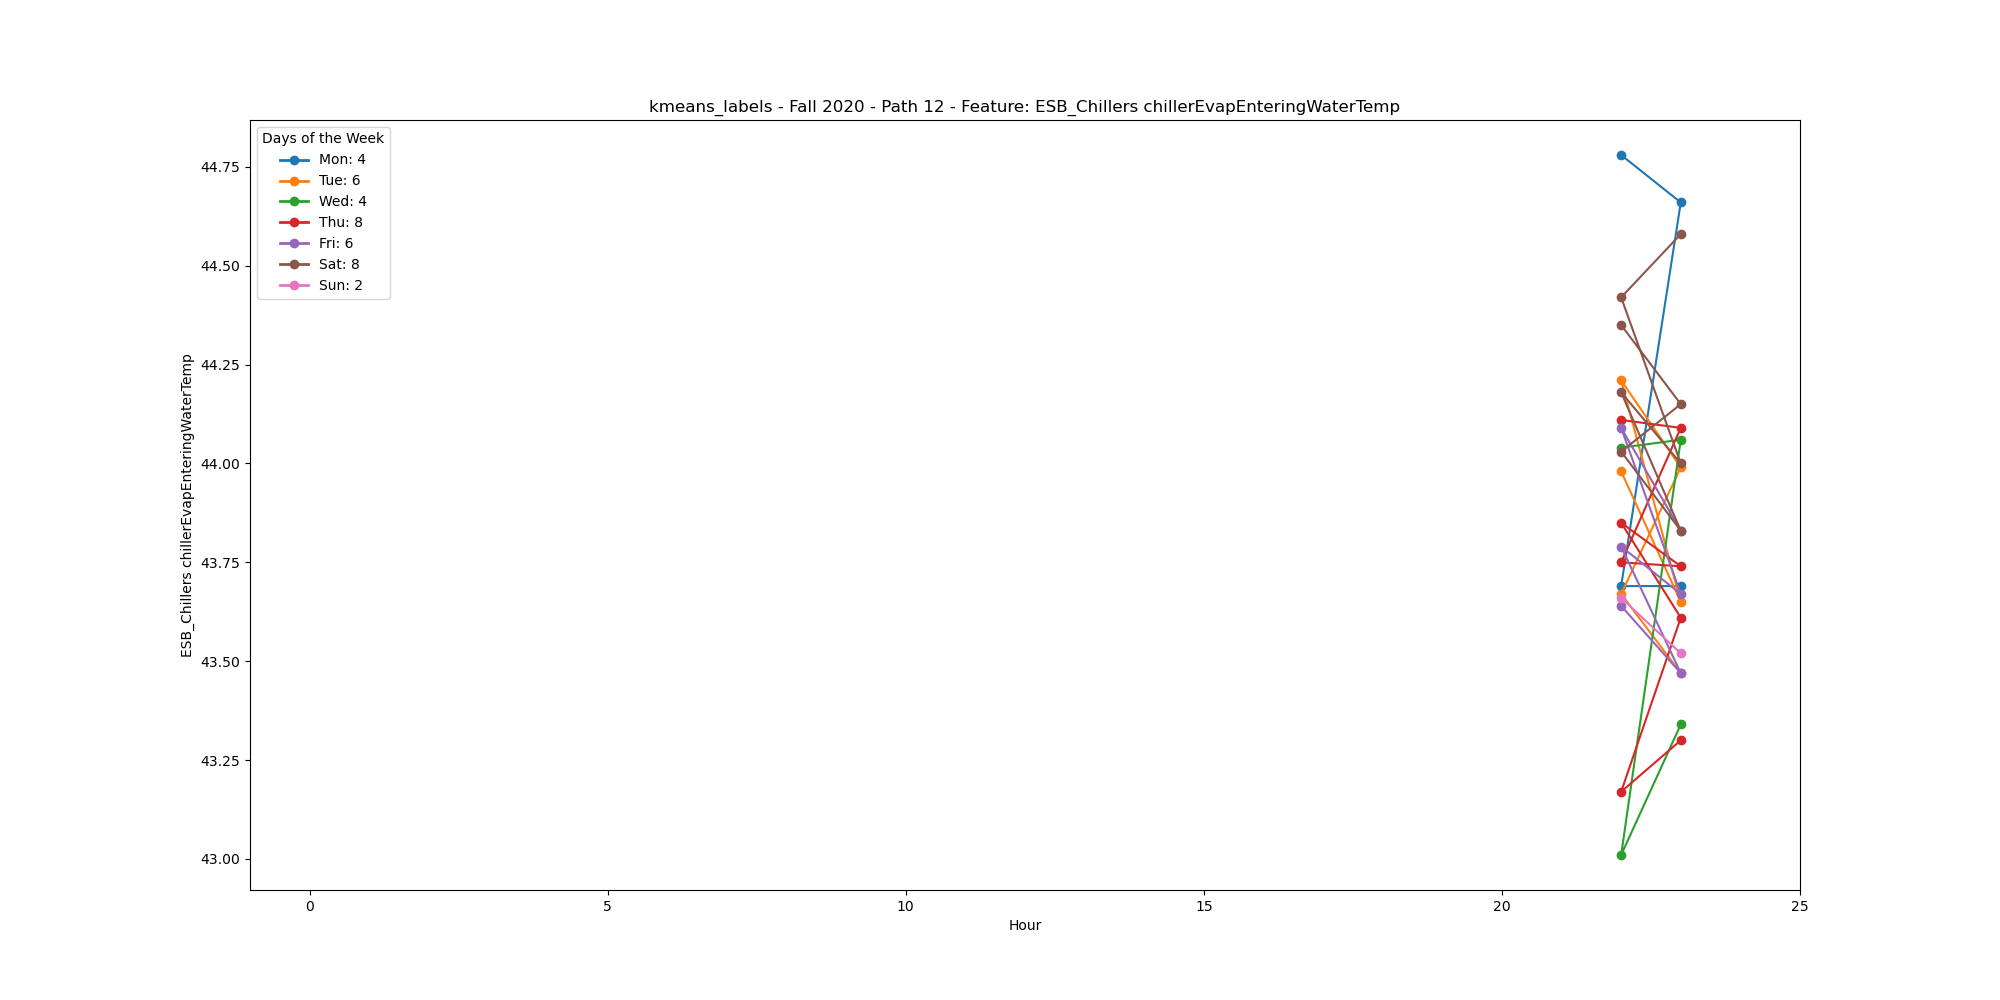 kmeans_labels - Fall 2020 - Path 12 - Feature: ESB_Chillers chillerEvapEnteringWaterTemp
Days of the Week
Mon: 4
Tue: 6
Wed: 4
Thu: 8
Fri: 6
Sat: 8
Sun: 2
ESB_Chillers chillerEvapEnteringWaterTemp
44.75
44.50
44.25
44.00
43.75
43.50
43.25
43.00
0 5 10 15 20 25
Hour